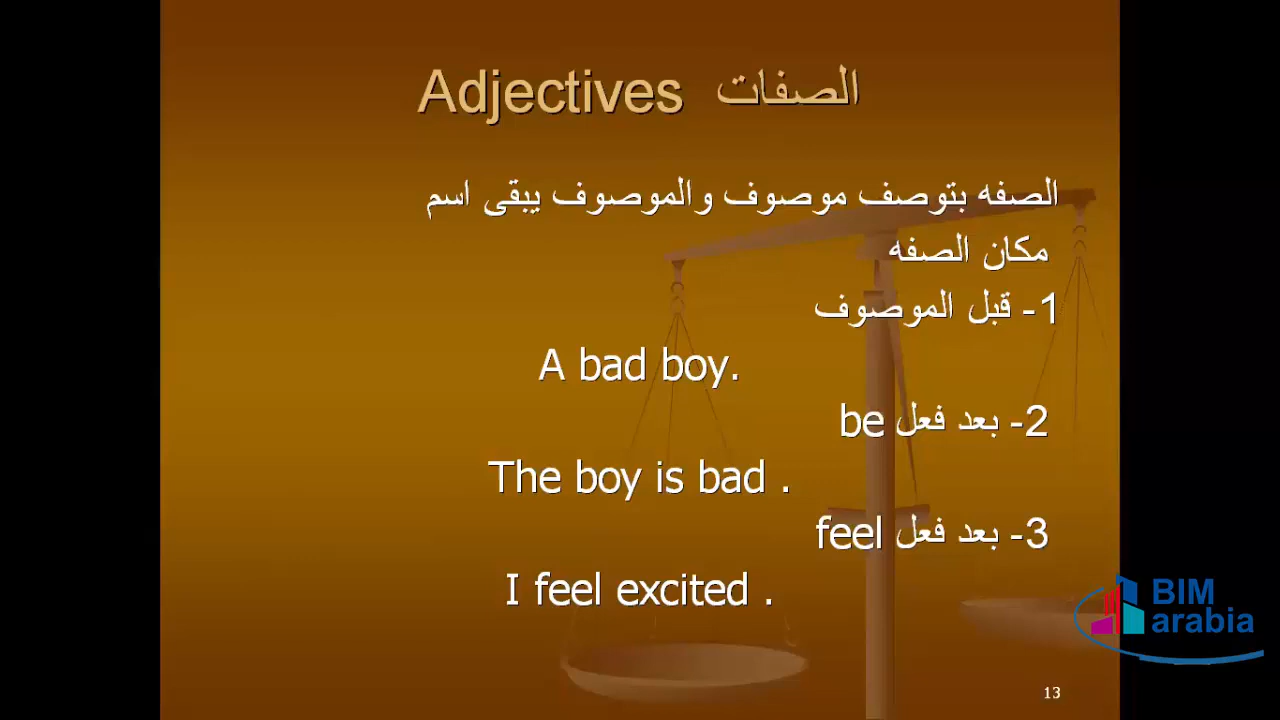 Adjectives الصفات
الصفه بتوصف موصوف والموصوف يبقى اسم
مكان الصفه
1- قبل الموصوف
A bad boy.
2- بعد فعل be
The boy is bad .
3- بعد فعل feel
I feel excited .
BIM
arabia
13